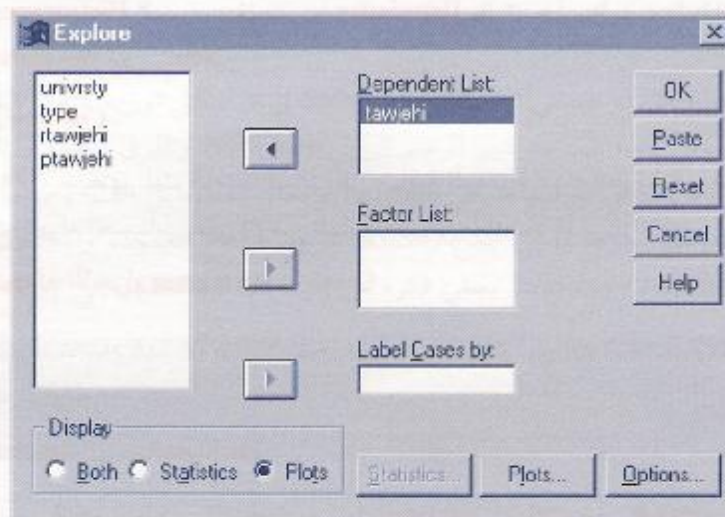 Explore
univrsty
type
rtawjehi
ptawjehi
Dependent List:
tawjehi
Factor List:
Label Cases by:
OK
Paste
Reset
Cancel
Help
Display
Both Statistics Plots
Statistics... Plots... Options...